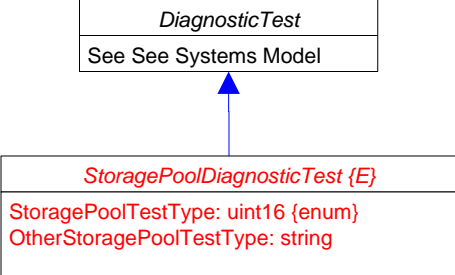 DiagnosticTest
See See Systems Model
StoragePoolDiagnosticTest {E}
StoragePoolTestType: uint16 {enum}
OtherStoragePoolTestType: string